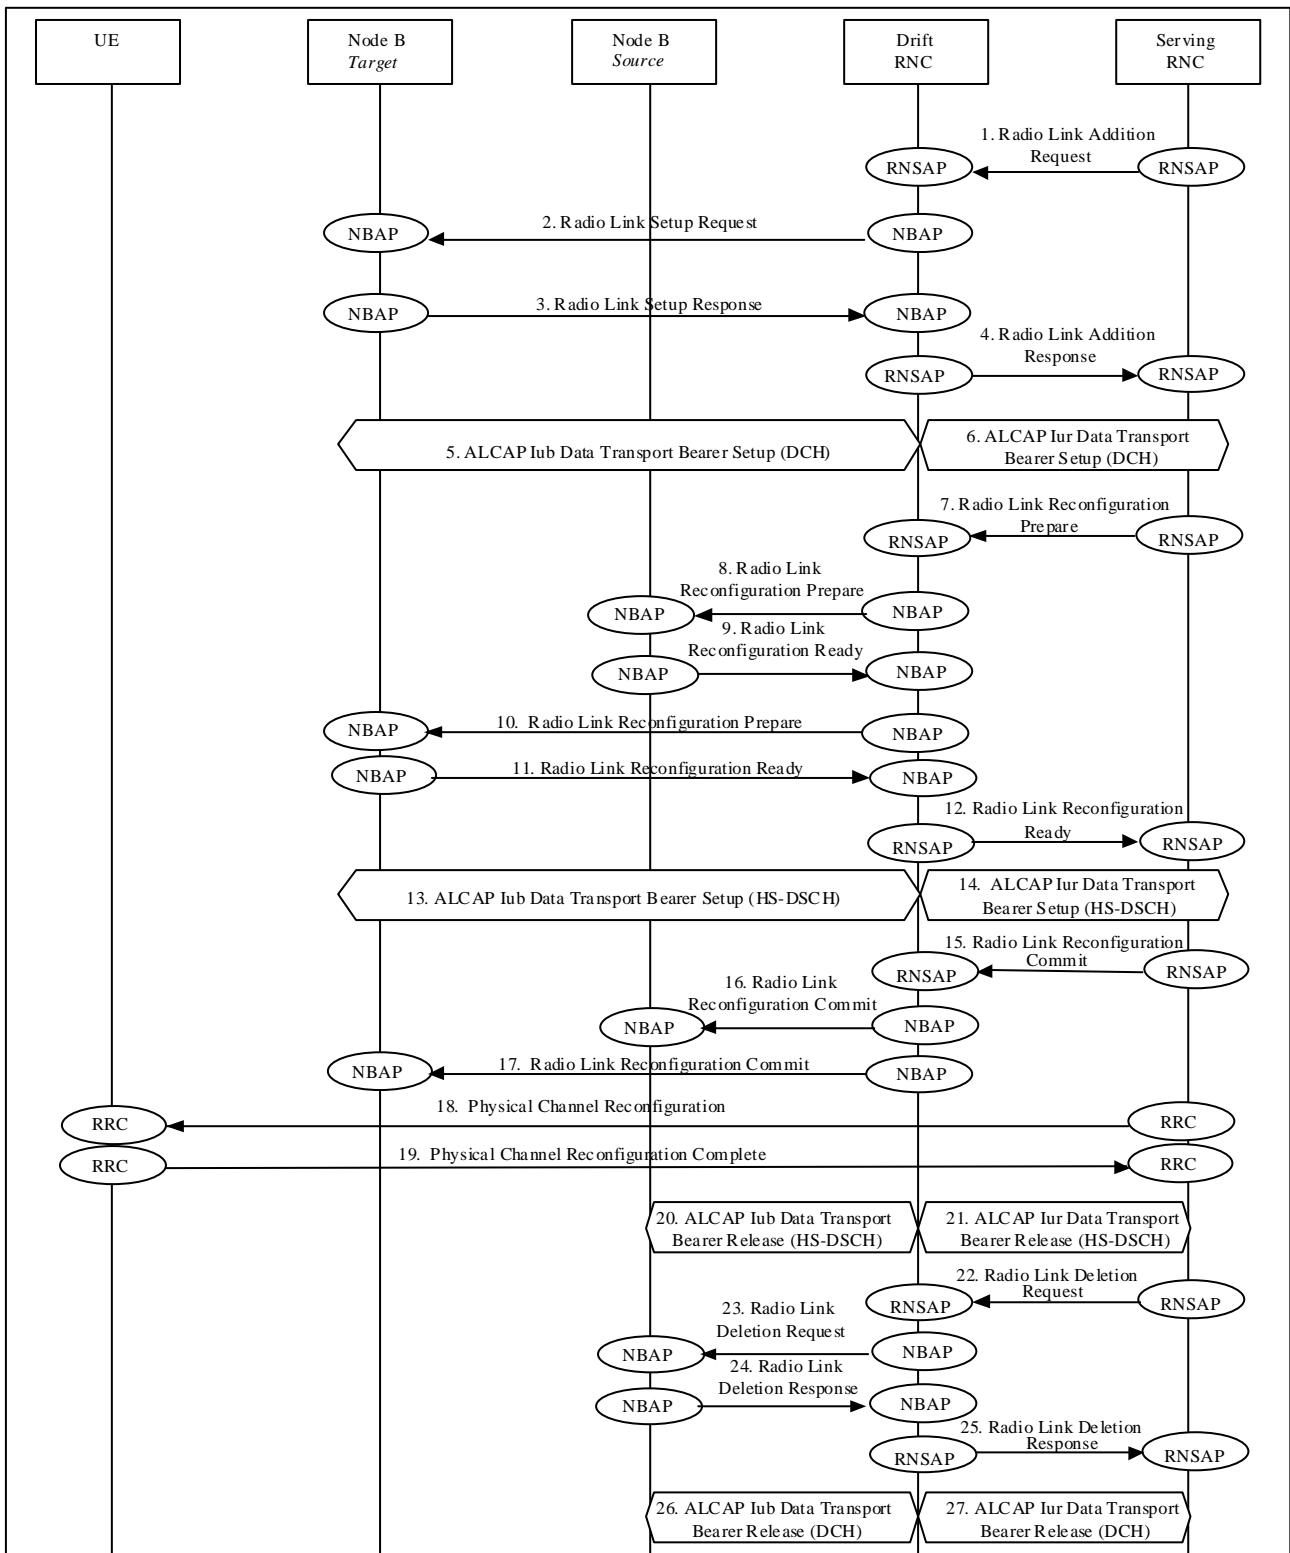 UE
Node B
Target
Node B
Source
Drift
RNC
Serving
RNC
1. Radio Link Addition
Request
RNSAP
RNSAP
2. Radio Link Setup Request
NBAP
NBAP
3. Radio Link Setup Response
NBAP
NBAP
4. Radio Link Addition
Response
RNSAP
RNSAP
5. ALCAP Iub Data Transport Bearer Setup (DCH)
6. ALCAP Iur Data Transport
Bearer Setup (DCH)
7. Radio Link Reconfiguration
Prepare
RNSAP
RNSAP
8. Radio Link
Reconfiguration Prepare
NBAP
NBAP
9. Radio Link
Reconfiguration Ready
NBAP
NBAP
10. Radio Link Reconfiguration Prepare
NBAP
NBAP
11. Radio Link Reconfiguration Ready
NBAP
NBAP
12. Radio Link Reconfiguration
Ready
RNSAP
RNSAP
13. ALCAP Iub Data Transport Bearer Setup (HS-DSCH)
14. ALCAP Iur Data Transport
Bearer Setup (HS-DSCH)
15. Radio Link Reconfiguration
Commit
RNSAP
RNSAP
16. Radio Link
Reconfiguration Commit
NBAP
NBAP
17. Radio Link Reconfiguration Commit
NBAP
NBAP
18. Physical Channel Reconfiguration
RRC
RRC
19. Physical Channel Reconfiguration Complete
RRC
RRC
20. ALCAP Iub Data Transport
Bearer Release (HS-DSCH)
21. ALCAP Iur Data Transport
Bearer Release (HS-DSCH)
22. Radio Link Deletion
Request
RNSAP
RNSAP
23. Radio Link
Deletion Request
NBAP
NBAP
24. Radio Link
Deletion Response
NBAP
NBAP
25. Radio Link Deletion
Response
RNSAP
RNSAP
26. ALCAP Iub Data Transport
Bearer Release (DCH)
27. ALCAP Iur Data Transport
Bearer Release (DCH)